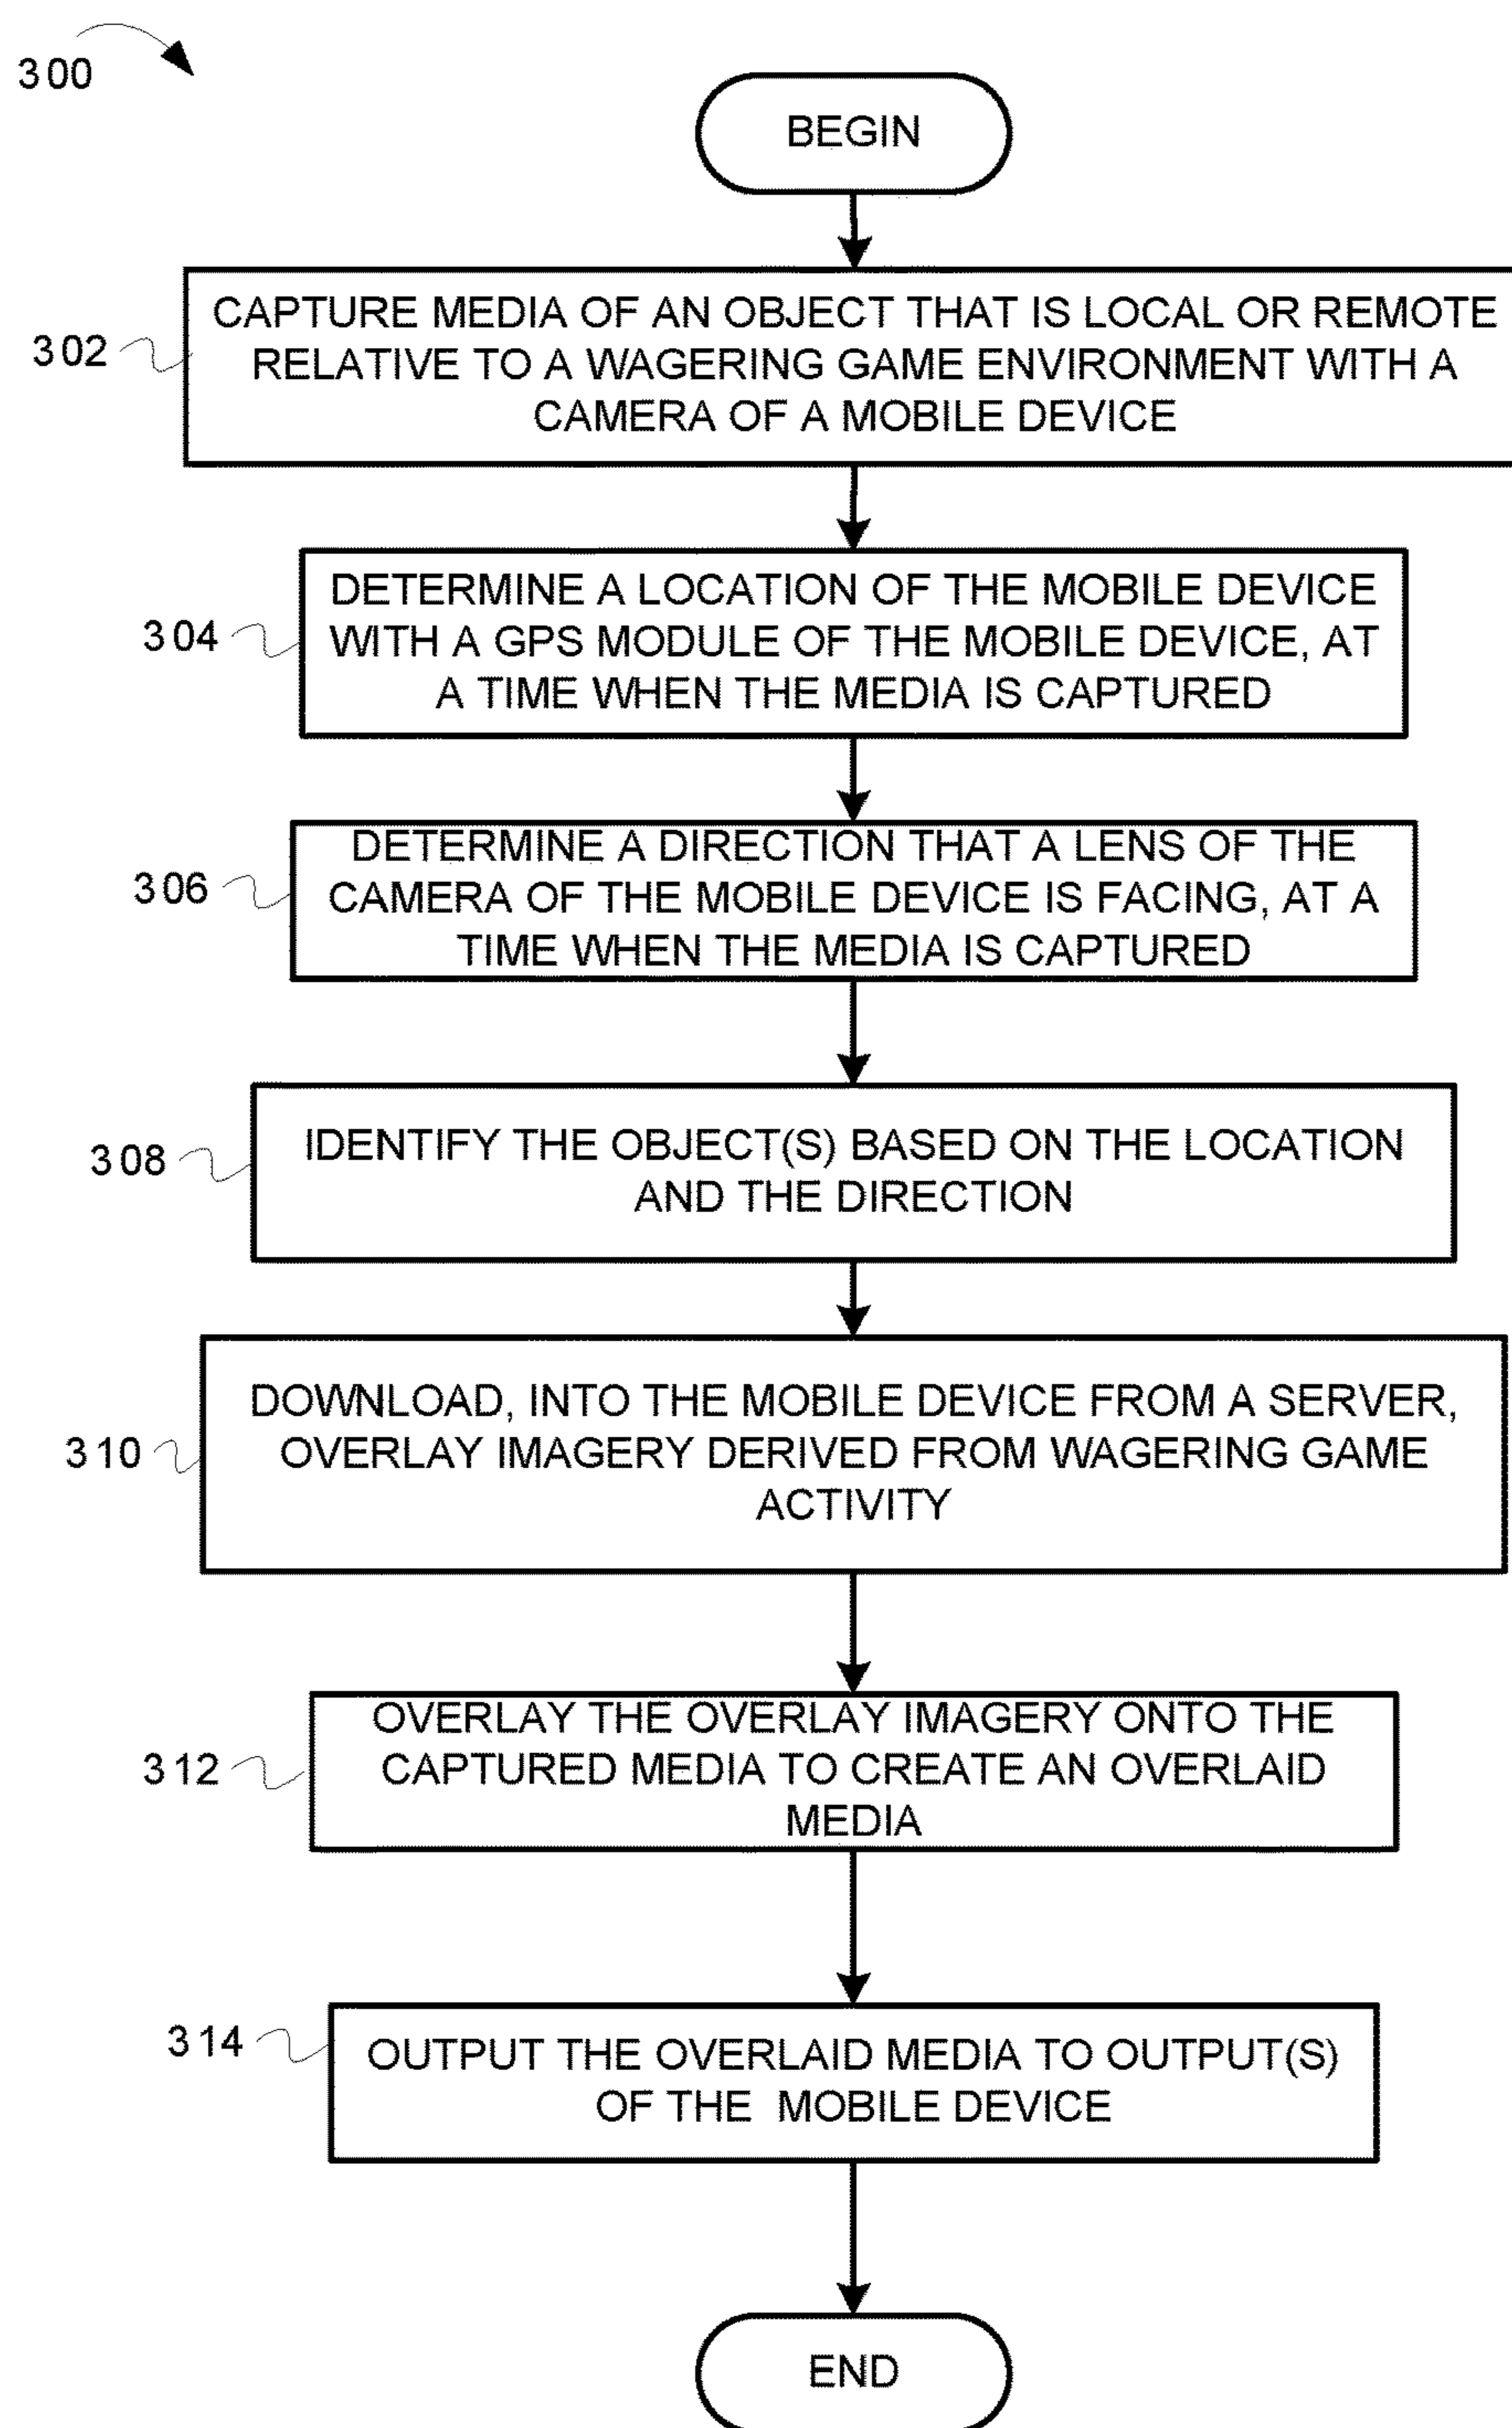 300
BEGIN
302
CAPTURE MEDIA OF AN OBJECT THAT IS LOCAL OR REMOTE
RELATIVE TO A WAGERING GAME ENVIRONMENT WITH A
CAMERA OF A MOBILE DEVICE
304
DETERMINE A LOCATION OF THE MOBILE DEVICE
WITH A GPS MODULE OF THE MOBILE DEVICE, AT
A TIME WHEN THE MEDIA IS CAPTURED
306
DETERMINE A DIRECTION THAT A LENS OF THE
CAMERA OF THE MOBILE DEVICE IS FACING, AT A
TIME WHEN THE MEDIA IS CAPTURED
308
IDENTIFY THE OBJECT(S) BASED ON THE LOCATION
AND THE DIRECTION
310
DOWNLOAD, INTO THE MOBILE DEVICE FROM A SERVER,
OVERLAY IMAGERY DERIVED FROM WAGERING GAME
ACTIVITY
312
OVERLAY THE OVERLAY IMAGERY ONTO THE
CAPTURED MEDIA TO CREATE AN OVERLAID
MEDIA
314
OUTPUT THE OVERLAID MEDIA TO OUTPUT(S)
OF THE MOBILE DEVICE
END